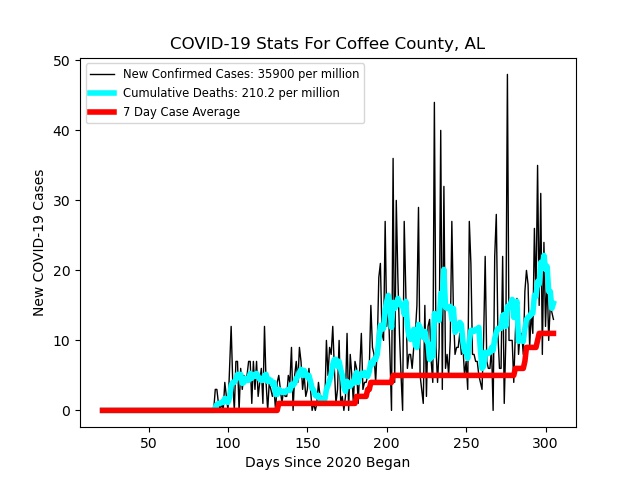 COVID-19 Stats For Coffee County, AL
New Confirmed Cases: 35900 per million
Cumulative Deaths: 210.2 per million
7 Day Case Average
New COVID-19 Cases
50
40
30
20
10
0
50 100 150 200 250 300
Days Since 2020 Began